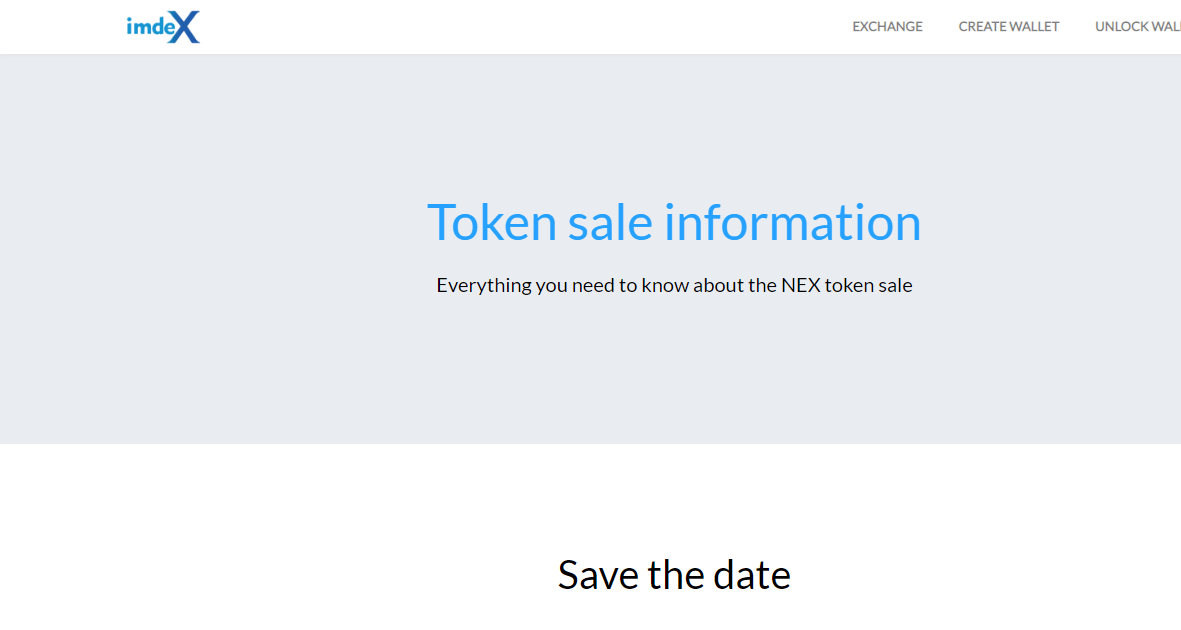 imdeX
EXCHANGE CREATE WALLET UNLOCK WAL
Token sale information
Everything you need to know about the NEX token sale
Save the date